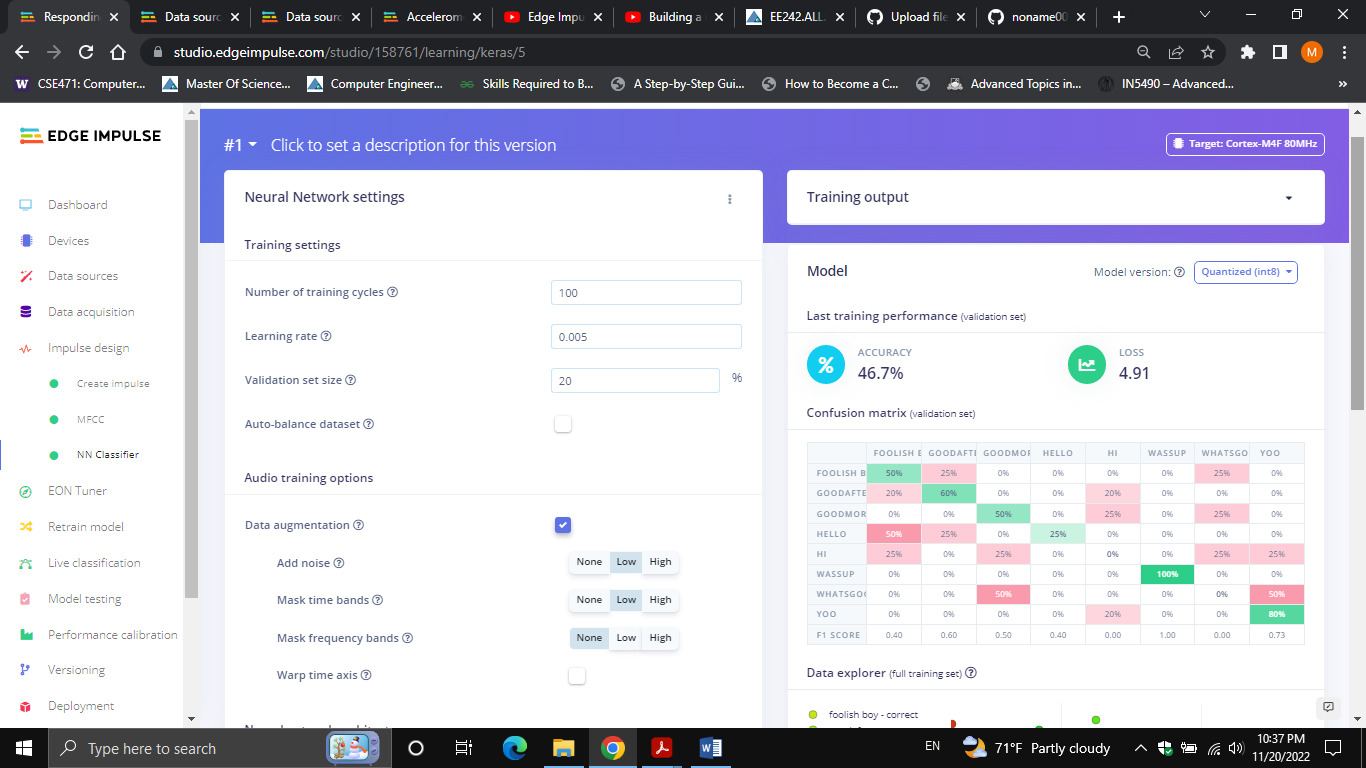 Respondin
Data sourc
Data sourc
Accelerom
Edge Impu
Building a
EE242.ALL.
Upload file
noname00
studio.edgeimpulse.com/studio/158761/learning/keras/5
M
CSE471: Computer...
Master Of Science...
Computer Engineer...
Skills Required to B...
A Step-by-Step Gui...
How to Become a C...
Advanced Topics in...
IN5490 – Advanced...
EDGE IMPULSE
Dashboard
Devices
Data sources
Data acquisition
Impulse design
Create impulse
MFCC
NN Classifier
EON Tuner
Retrain model
Live classification
Model testing
Performance calibration
Versioning
Deployment
#1 Click to set a description for this version
Target: Cortex-M4F 80MHz
Neural Network settings
Training settings
Number of training cycles 100
Learning rate 0.005
Validation set size 20 %
Auto-balance dataset
Audio training options
Data augmentation
Add noise None Low High
Mask time bands None Low High
Mask frequency bands None Low High
Warp time axis
Training output
Model
Model version: Quantized (int8)
Last training performance (validation set)
% ACCURACY
46.7%
LOSS
4.91
Confusion matrix (validation set)
FOOLISH B GOODAFTE GOODMOR HELLO HI WASSUP WHATSGO YOO
FOOLISH B 50% 25% 0% 0% 0% 0% 25% 0%
GOODAFTE 20% 60% 0% 0% 20% 0% 0% 0%
GOODMOR 0% 0% 50% 0% 25% 0% 25% 0%
HELLO 50% 25% 0% 25% 0% 0% 0% 0%
HI 25% 0% 25% 0% 0% 0% 25% 25%
WASSUP 0% 0% 0% 0% 0% 100% 0% 0%
WHATSGO 0% 0% 50% 0% 0% 0% 0% 50%
YOO 0% 0% 0% 0% 20% 0% 0% 80%
F1 SCORE 0.40 0.60 0.50 0.40 0.00 1.00 0.00 0.73
Data explorer (full training set)
foolish boy - correct
Type here to search
EN
71°F Partly cloudy
10:37 PM
11/20/2022